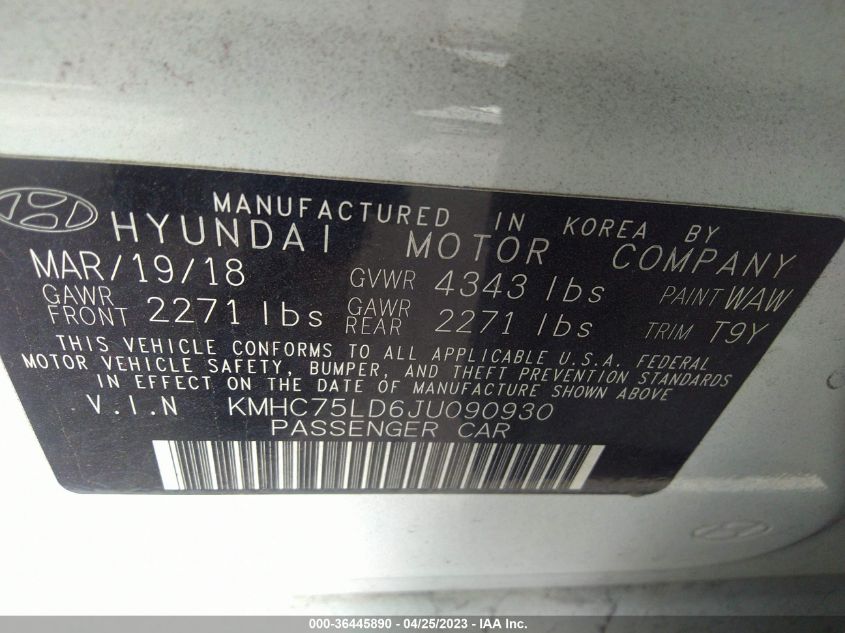 MANUFACTURED IN KOREA BY
HYUNDAI MOTOR COMPANY
MAR/19/18 GVWR 4343 lbs PAINT WAW
GAWR FRONT 2271 lbs GAWR REAR 2271 lbs TRIM T9Y
THIS VEHICLE CONFORMS TO ALL APPLICABLE U.S.A. FEDERAL
MOTOR VEHICLE SAFETY, BUMPER, AND THEFT PREVENTION STANDARDS
IN EFFECT ON THE DATE OF MANUFACTURE SHOWN ABOVE
V.I.N KMHC75LD6JU090930
PASSENGER CAR
000-36445890 - 04/25/2023 - IAA Inc.